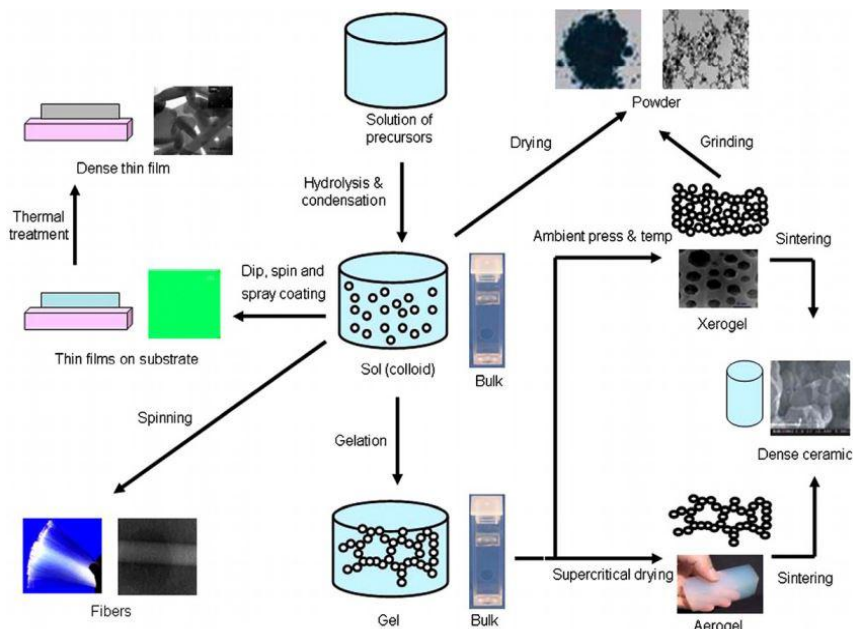 Solution of
precursors
Powder
Dense thin film
Drying
Grinding
Hydrolysis &
condensation
Thermal
treatment
Ambient press & temp
Sintering
Dip, spin and
spray coating
Xerogel
Thin films on substrate
Sol (colloid)
Bulk
Spinning
Gelation
Dense ceramic
Supercritical drying
Sintering
Fibers
Gel
Bulk
Aerogel